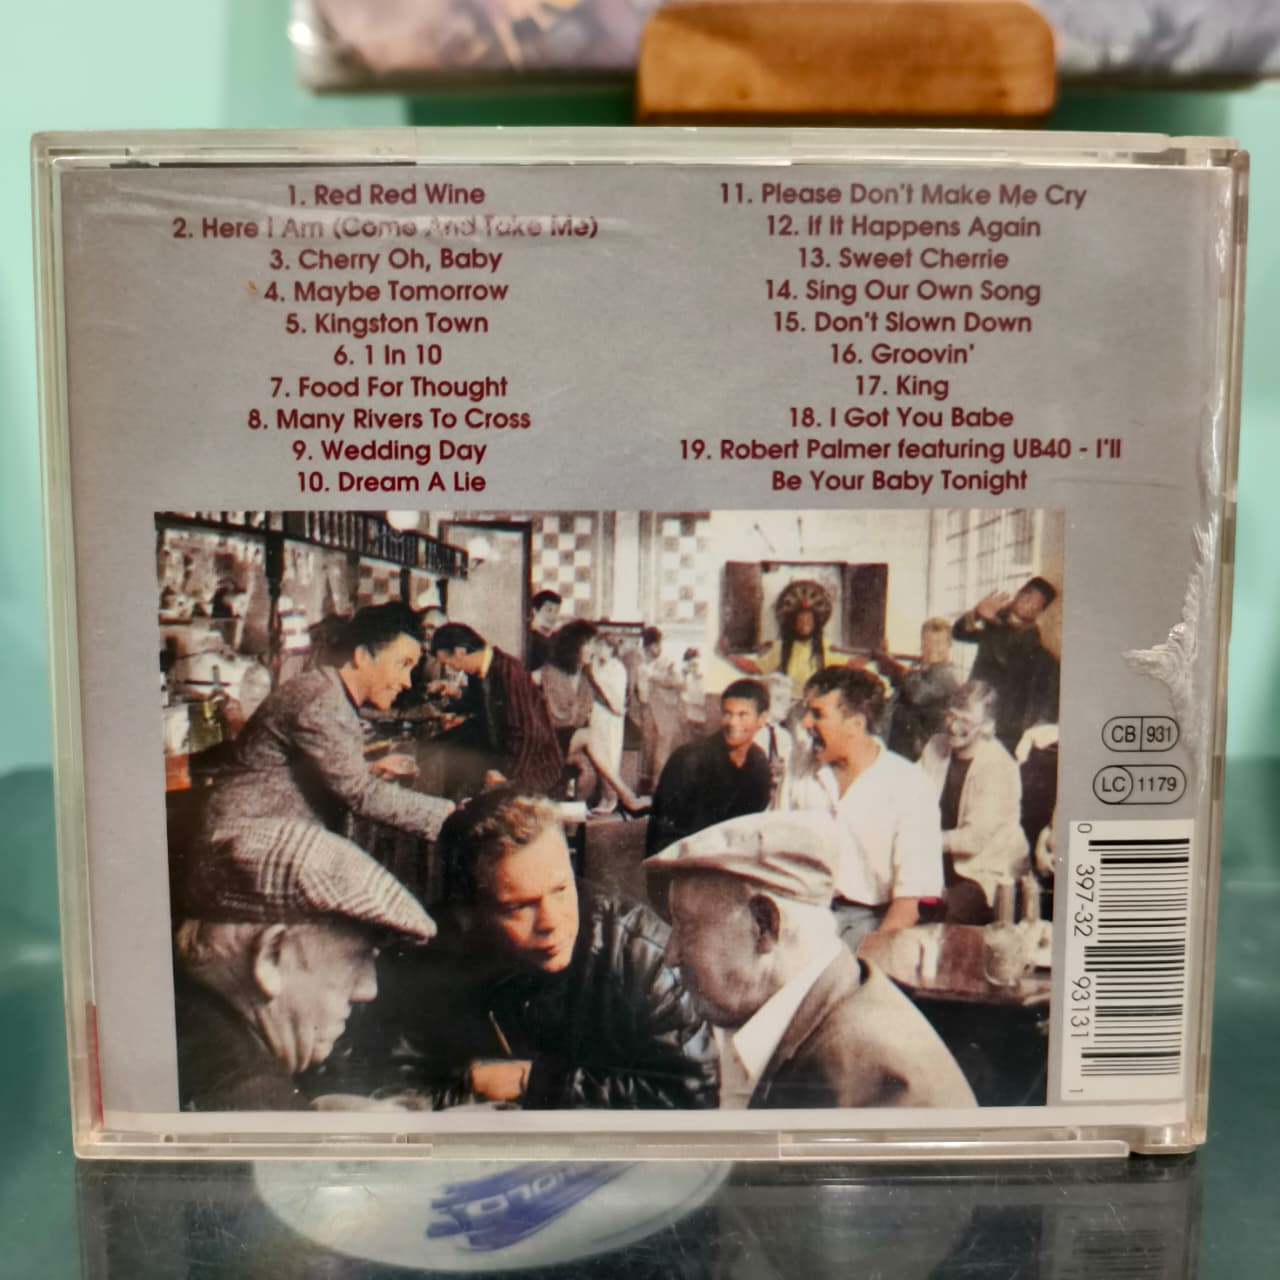 1. Red Red Wine
2. Here I Am (Come And Take Me)
3. Cherry Oh, Baby
4. Maybe Tomorrow
5. Kingston Town
6. 1 In 10
7. Food For Thought
8. Many Rivers To Cross
9. Wedding Day
10. Dream A Lie
11. Please Don't Make Me Cry
12. If It Happens Again
13. Sweet Cherrie
14. Sing Our Own Song
15. Don't Slown Down
16. Groovin'
17. King
18. I Got You Babe
19. Robert Palmer featuring UB40 - I'll
Be Your Baby Tonight
CB 931
LC 1179
0 397-32 93131 1